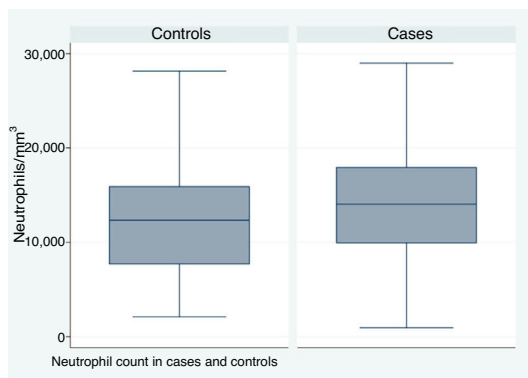 Controls
Cases
Neutrophils/mm³
30,000
20,000
10,000
0
Neutrophil count in cases and controls